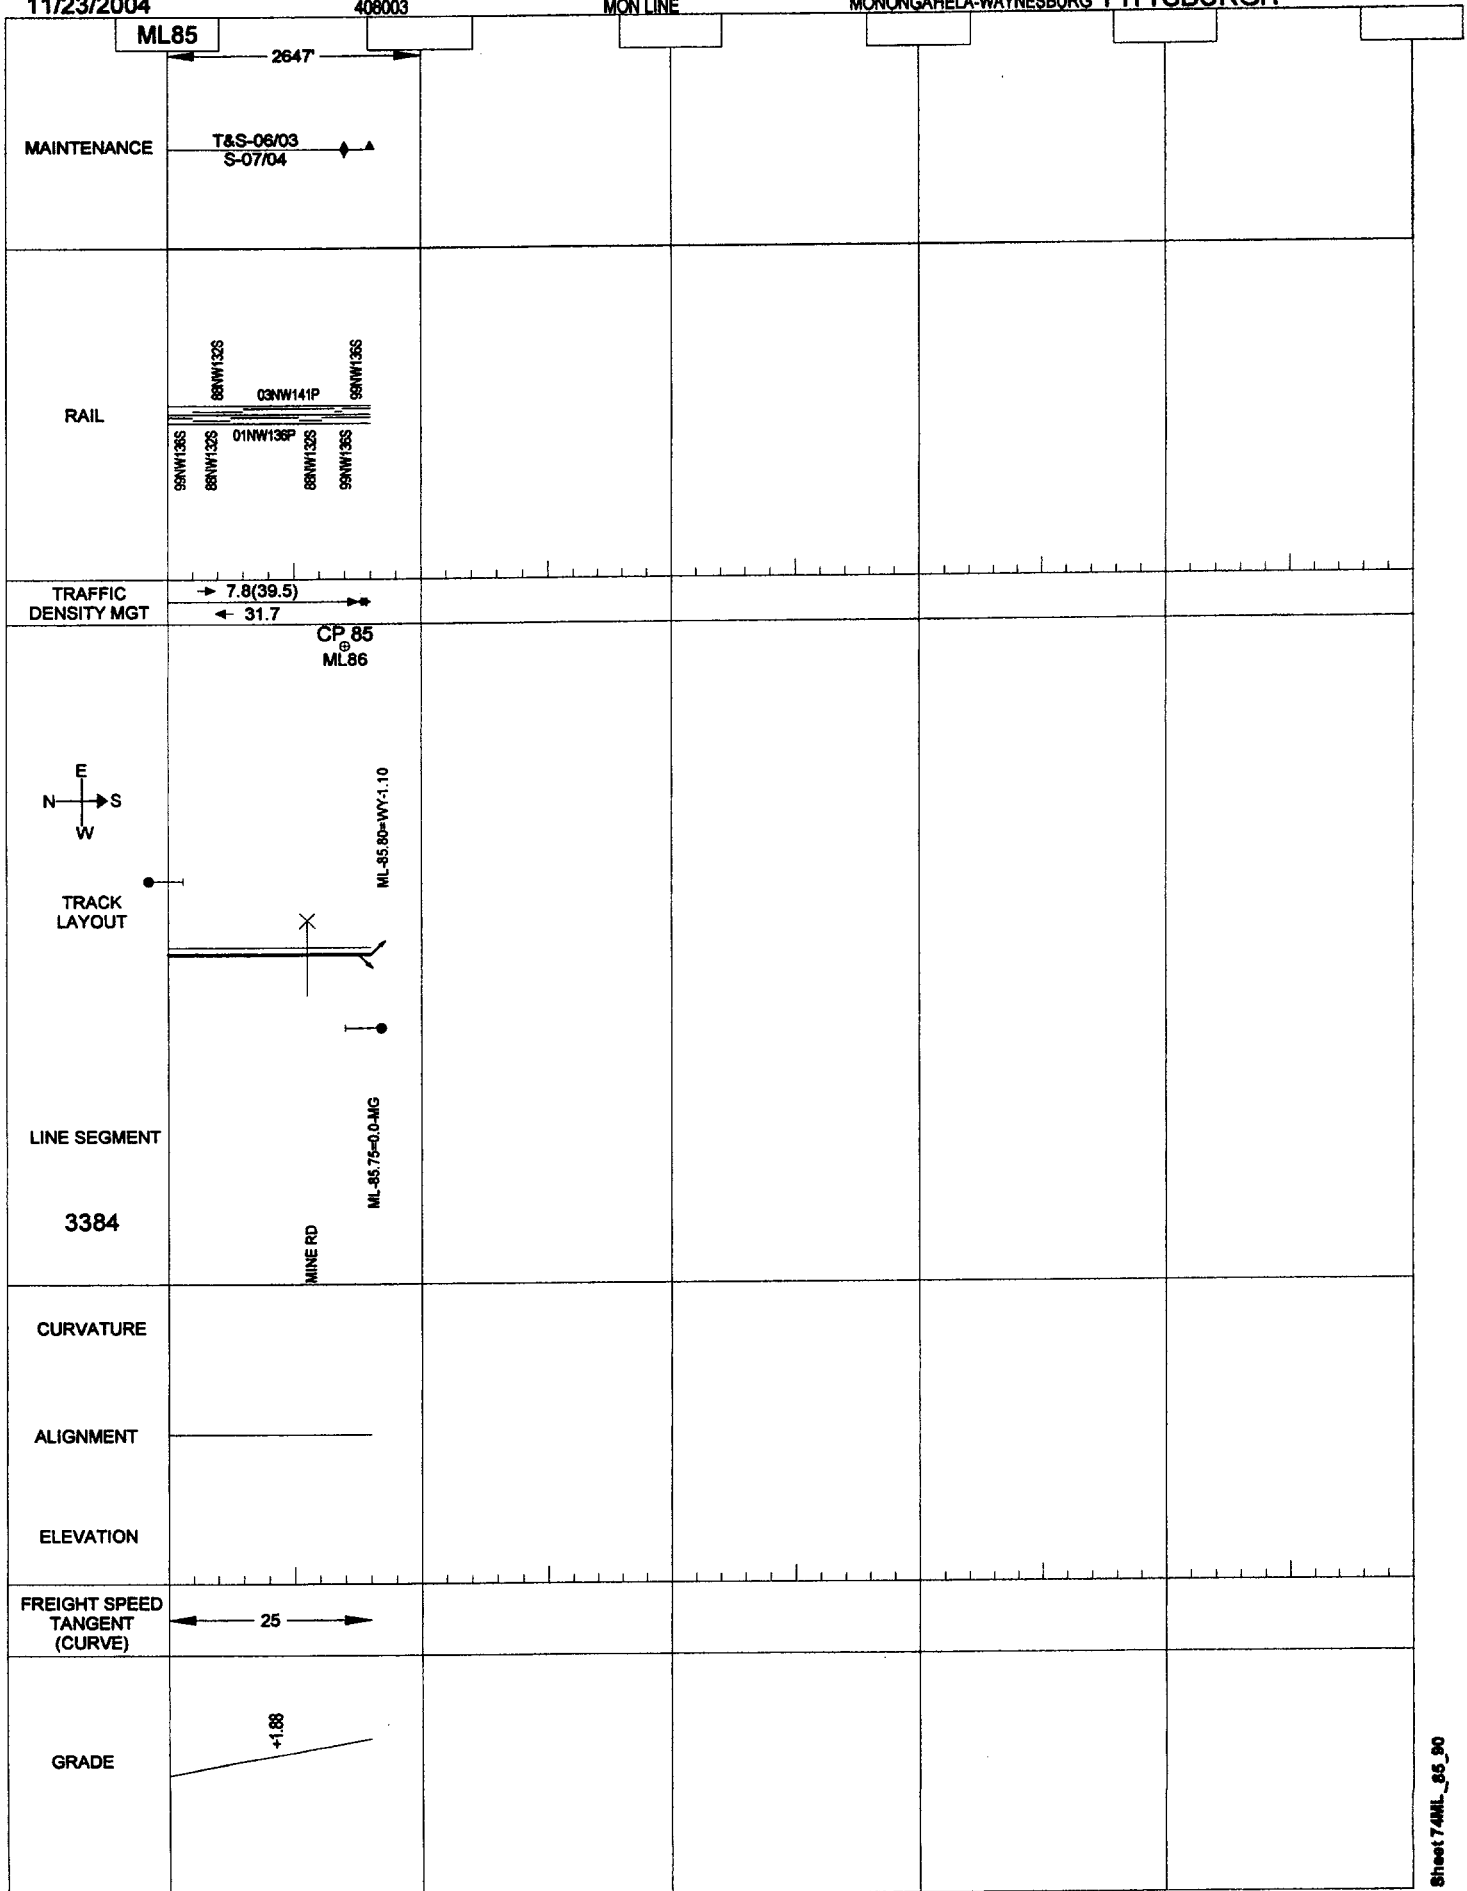 11/23/2004 408003 MON LINE MONONGAHELA-WAYNESBURG PITTSBURGH
ML85
2647'
MAINTENANCE
T&S-06/03
S-07/04
88NW132S
99NW136S
03NW141P
RAIL
01NW136P
99NW136S
88NW132S
88NW132S
99NW136S
TRAFFIC
DENSITY MGT
7.8(39.5)
31.7
CP 85
ML86
E
N S
W
ML-85.80=WY-1.10
TRACK
LAYOUT
LINE SEGMENT
ML-85.75=0.0-MG
3384
MINE RD
CURVATURE
ALIGNMENT
ELEVATION
FREIGHT SPEED
TANGENT
(CURVE)
25
+1.88
GRADE
Sheet 74ML_85_90